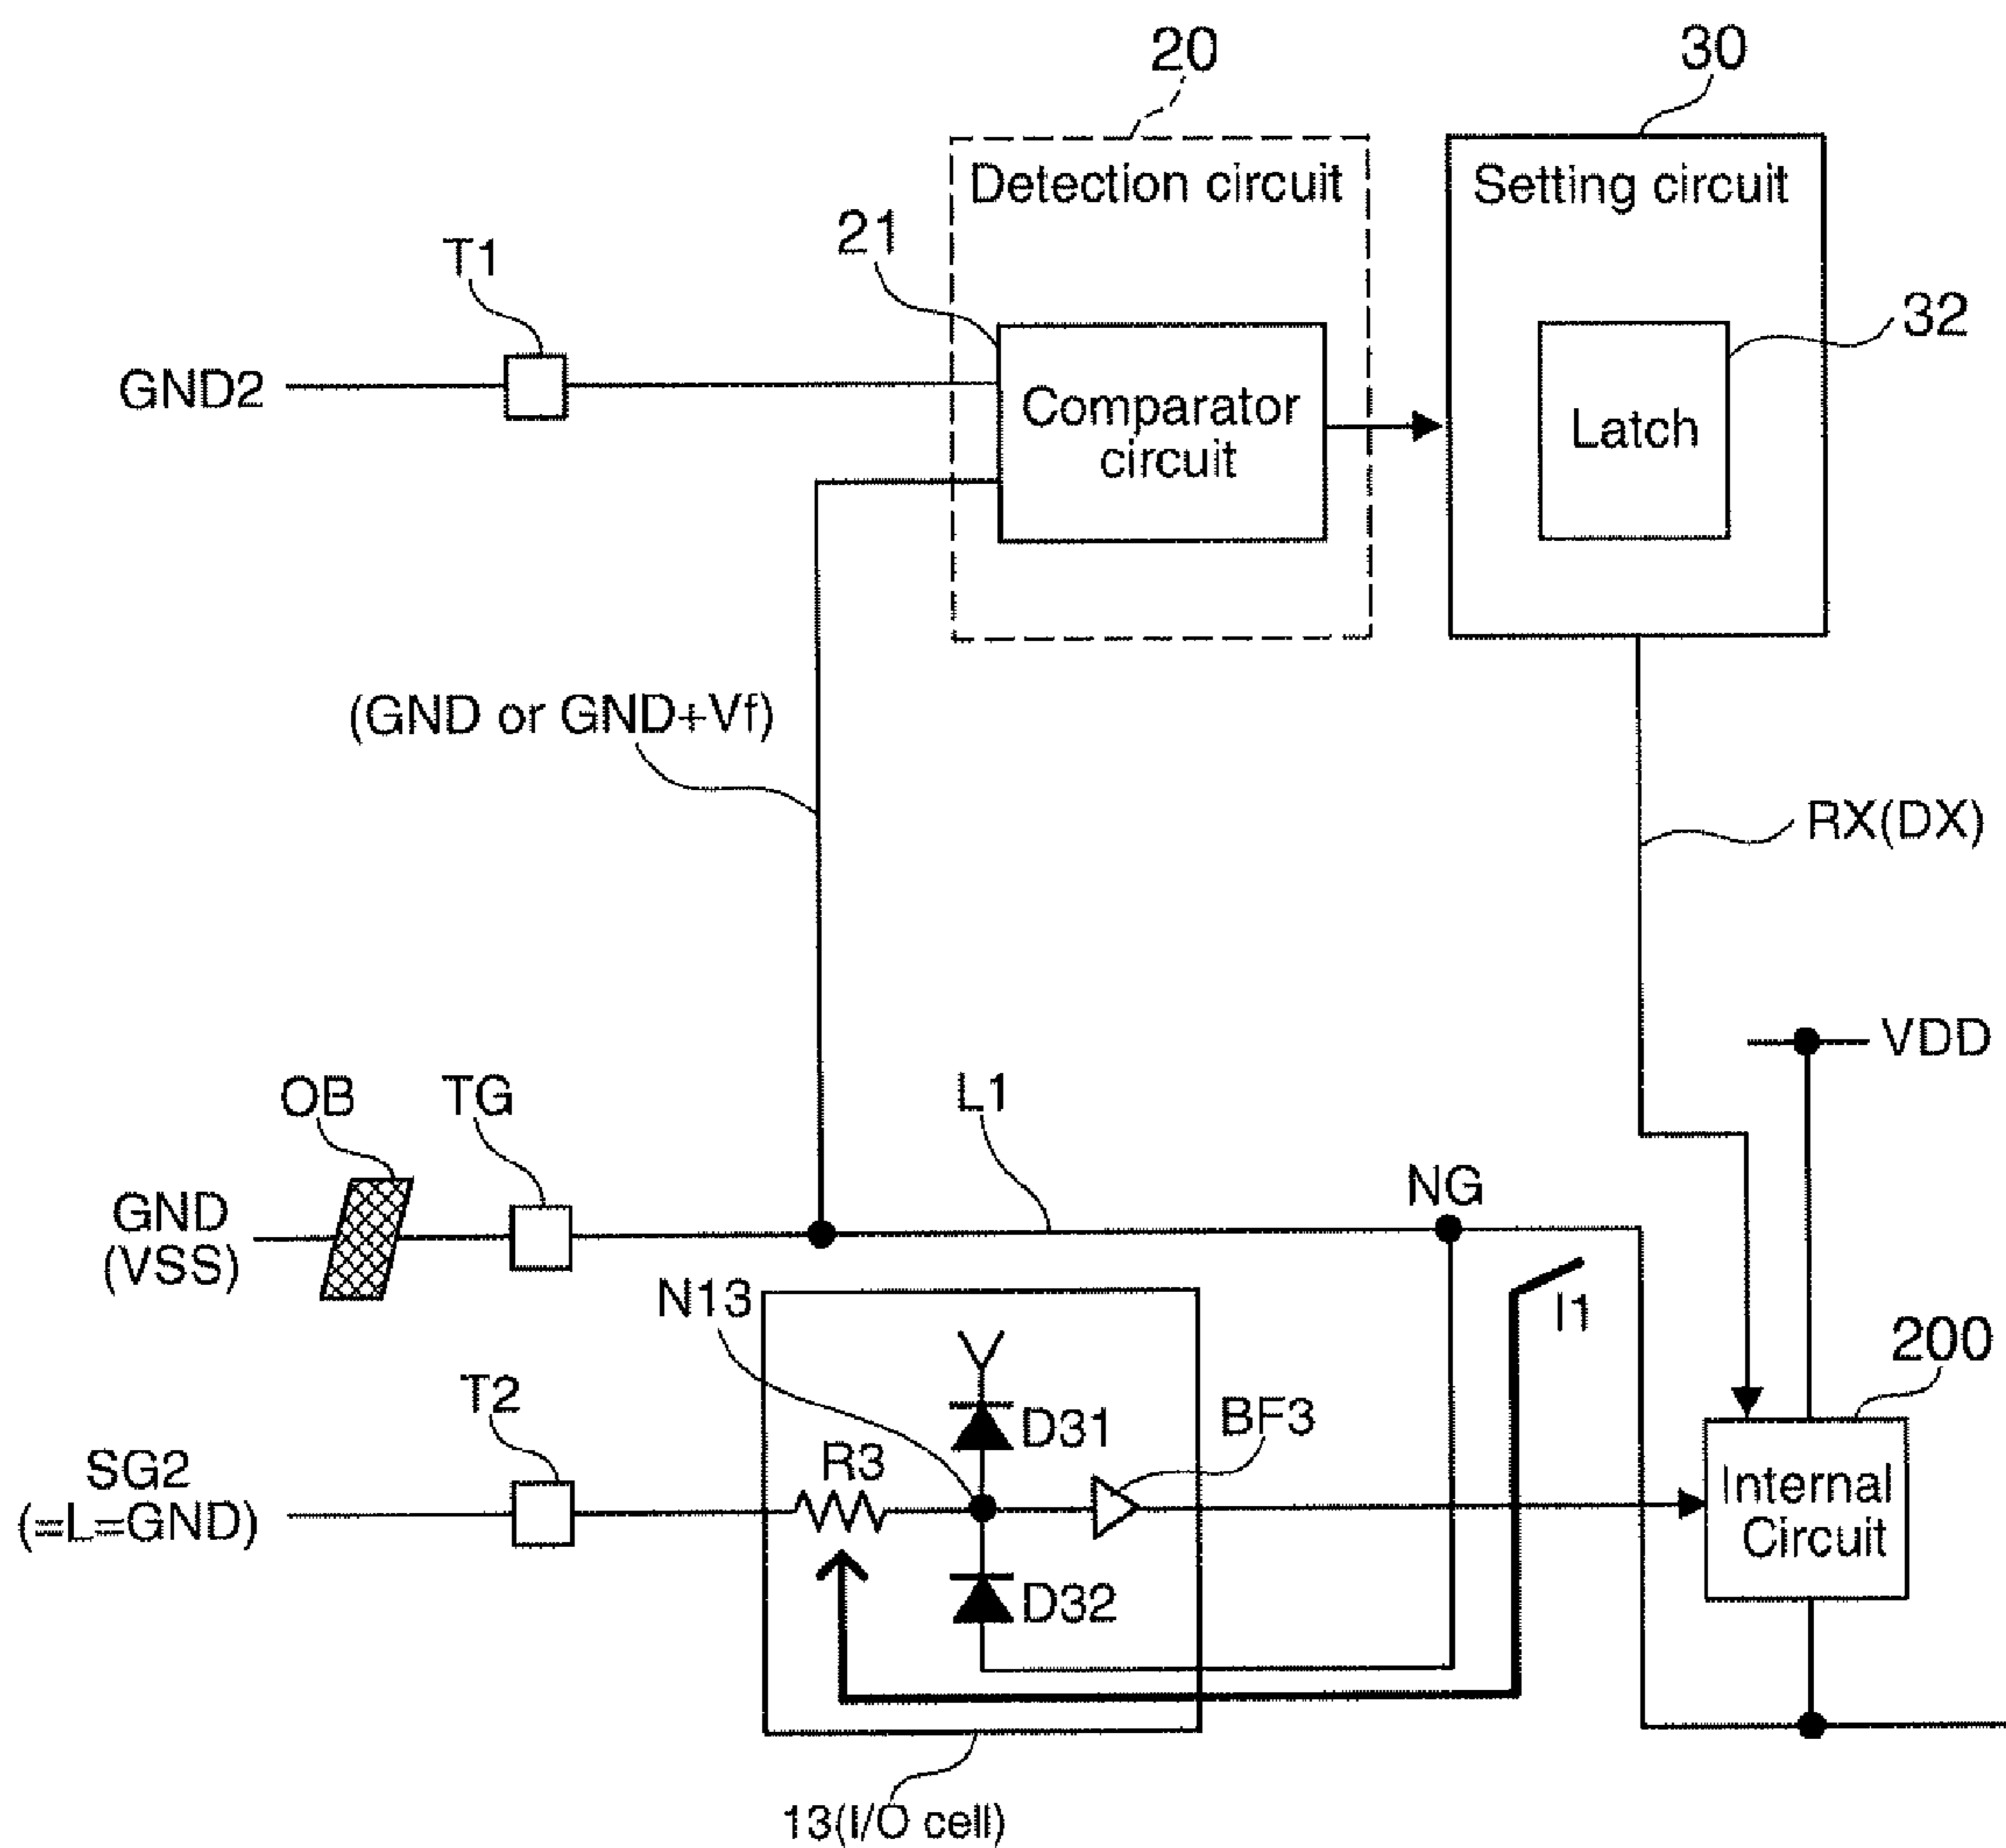 20
30
Detection circuit
Setting circuit
21
T1
32
GND2
Comparator
circuit
Latch
(GND or GND+Vf)
RX(DX)
VDD
OB
TG
L1
NG
GND
(VSS)
N13
I1
200
T2
D31
BF3
SG2
(=L=GND)
R3
Internal
Circuit
D32
13(I/O cell)